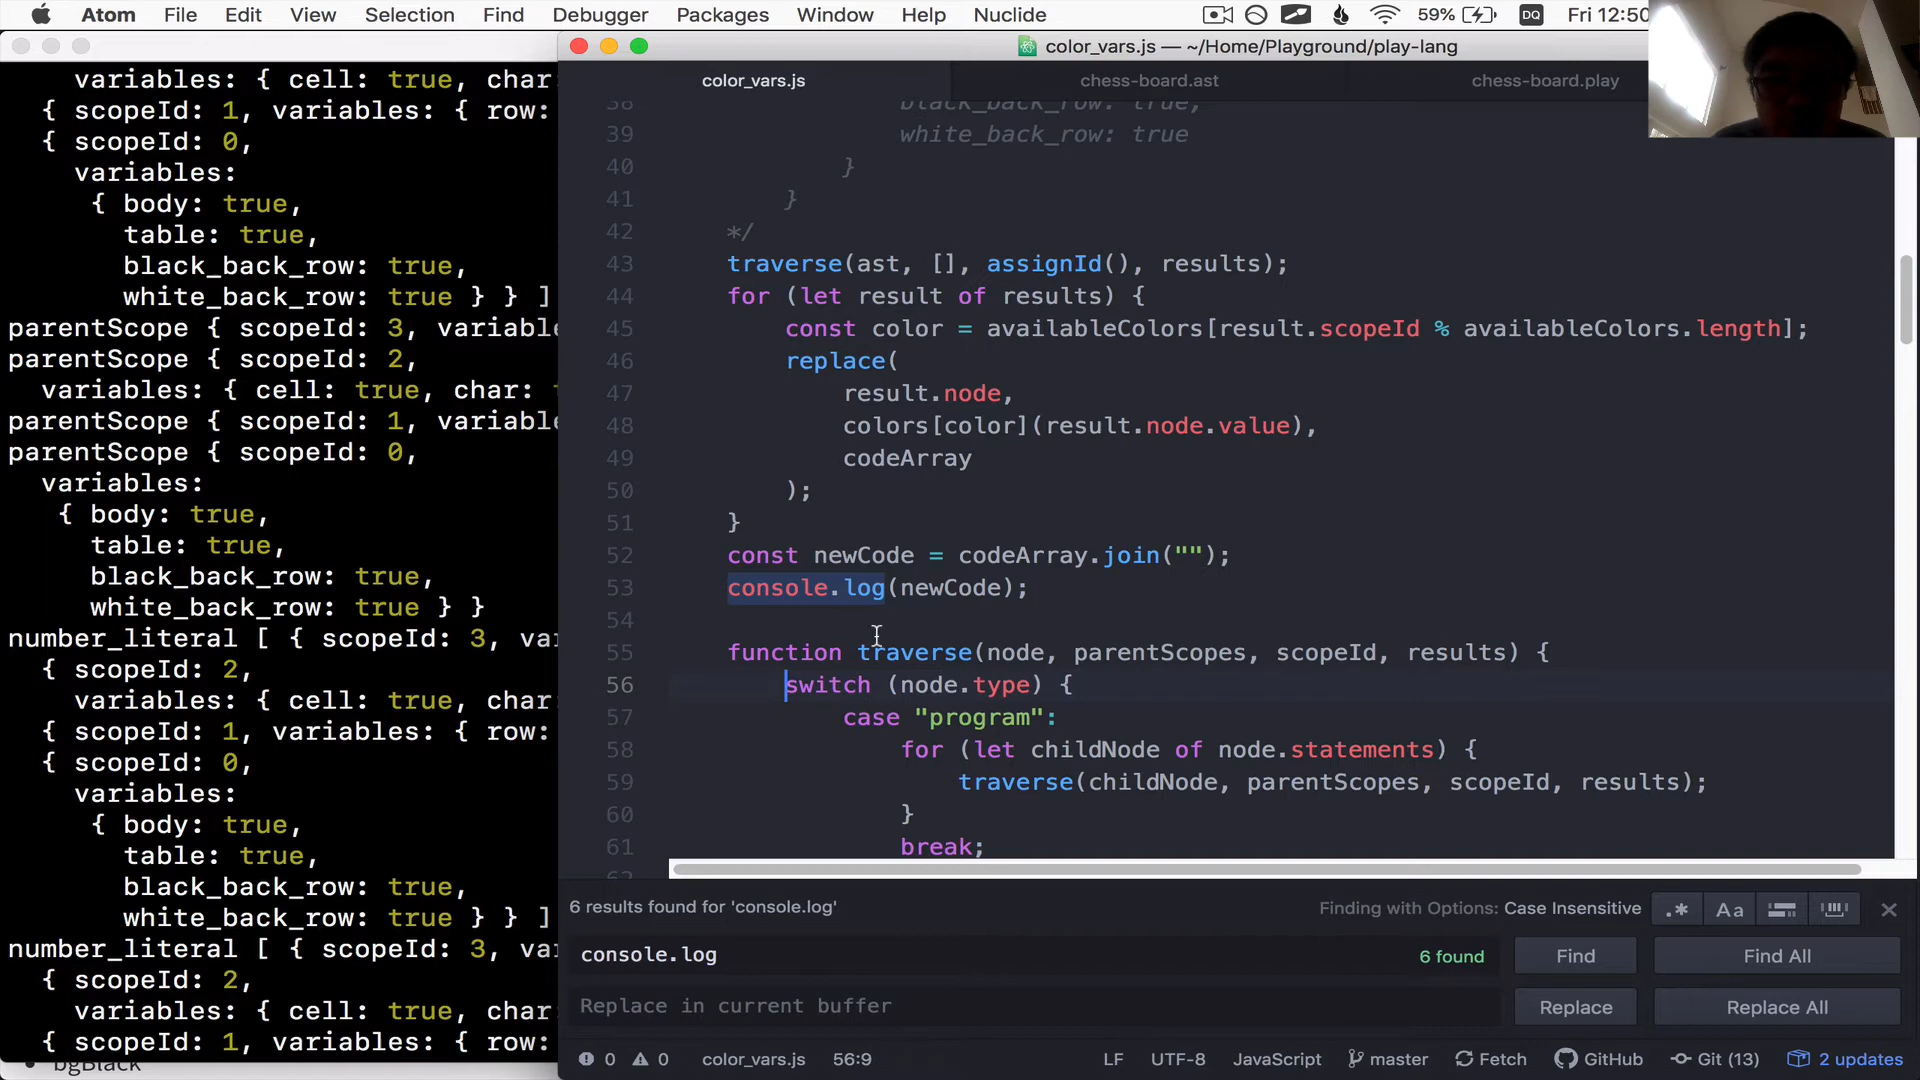 Atom File Edit View Selection Find Debugger Packages Window Help Nuclide 59% DQ Fri 12:50
variables: { cell: true, char:
{ scopeId: 1, variables: { row:
{ scopeId: 0,
variables:
{ body: true,
table: true,
black_back_row: true,
white_back_row: true } } ]
parentScope { scopeId: 3, variable
parentScope { scopeId: 2,
variables: { cell: true, char:
parentScope { scopeId: 1, variable
parentScope { scopeId: 0,
variables:
{ body: true,
table: true,
black_back_row: true,
white_back_row: true } }
number_literal [ { scopeId: 3, va
{ scopeId: 2,
variables: { cell: true, char:
{ scopeId: 1, variables: { row:
{ scopeId: 0,
variables:
{ body: true,
table: true,
black_back_row: true,
white_back_row: true } } ]
number_literal [ { scopeId: 3, va
{ scopeId: 2,
variables: { cell: true, char:
{ scopeId: 1, variables: { row:
bgBlack
color_vars.js — ~/Home/Playground/play-lang
color_vars.js chess-board.ast chess-board.play
38 black_back_row: true,
39 white_back_row: true
40 }
41 }
42 */
43 traverse(ast, [], assignId(), results);
44 for (let result of results) {
45 const color = availableColors[result.scopeId % availableColors.length];
46 replace(
47 result.node,
48 colors[color](result.node.value),
49 codeArray
50 );
51 }
52 const newCode = codeArray.join("");
53 console.log(newCode);
54
55 function traverse(node, parentScopes, scopeId, results) {
56 switch (node.type) {
57 case "program":
58 for (let childNode of node.statements) {
59 traverse(childNode, parentScopes, scopeId, results);
60 }
61 break;
6 results found for 'console.log' Finding with Options: Case Insensitive .* Aa
console.log 6 found Find Find All
Replace in current buffer Replace Replace All
0 0 color_vars.js 56:9 LF UTF-8 JavaScript master Fetch GitHub Git (13) 2 updates